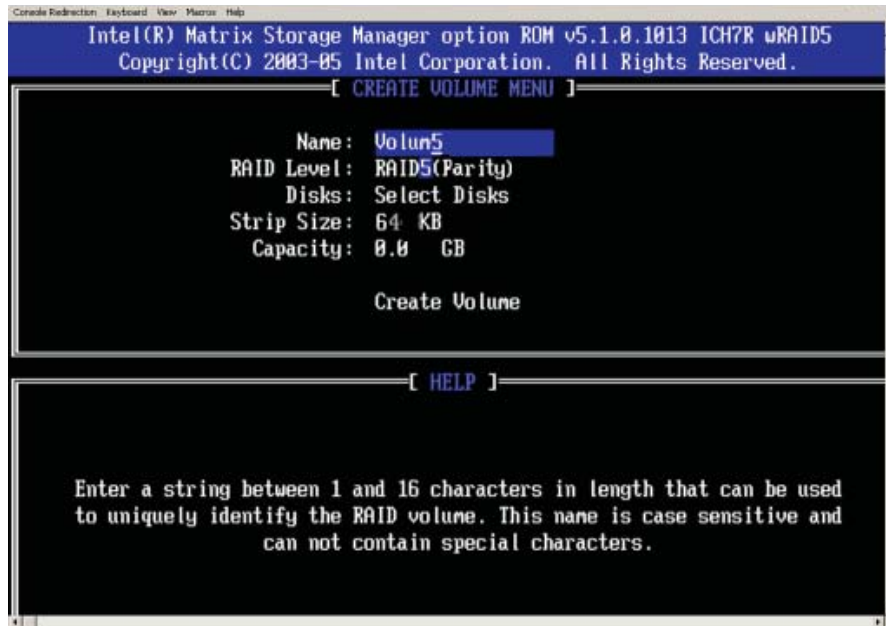 Console Redirection Keyboard View Macros Help
Intel(R) Matrix Storage Manager option ROM v5.1.0.1013 ICH7R wRAID5
Copyright(C) 2003-05 Intel Corporation. All Rights Reserved.
[ CREATE VOLUME MENU ]
Name: Volum5
RAID Level: RAID5(Parity)
Disks: Select Disks
Strip Size: 64 KB
Capacity: 0.0 GB
Create Volume
[ HELP ]
Enter a string between 1 and 16 characters in length that can be used
to uniquely identify the RAID volume. This name is case sensitive and
can not contain special characters.